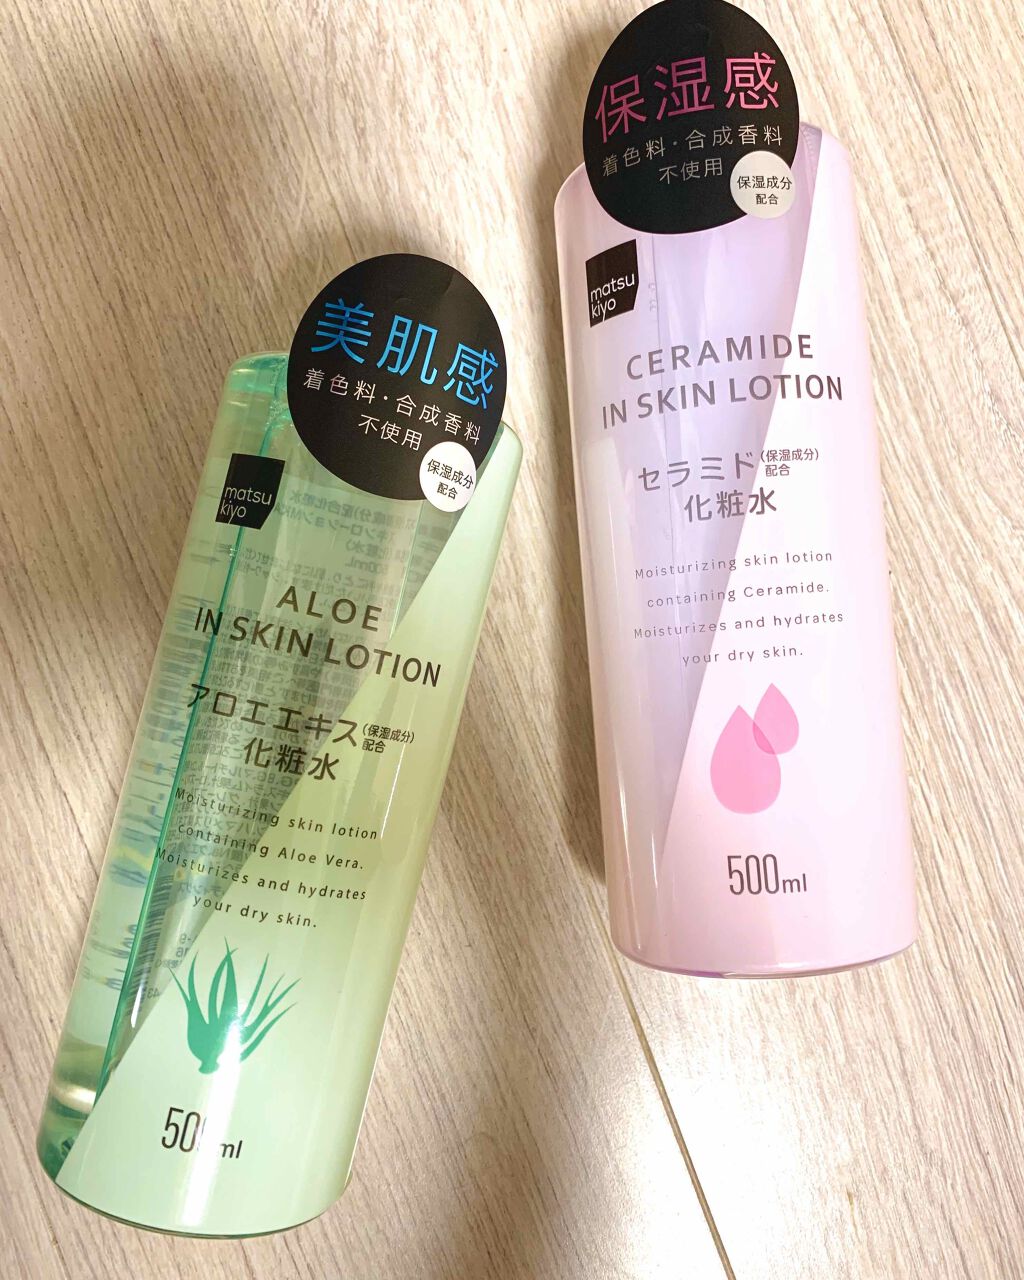 美肌感
着色料・合成香料
不使用
保湿成分
配合
matsu
kiyo
ALOE
IN SKIN LOTION
アロエエキス(保湿成分)
配合
化粧水
Moisturizing skin lotion
containing Aloe Vera.
Moisturizes and hydrates
your dry skin.
500ml
保湿感
着色料・合成香料
不使用
保湿成分
配合
matsu
kiyo
CERAMIDE
IN SKIN LOTION
セラミド(保湿成分)
配合
化粧水
Moisturizing skin lotion
containing Ceramide.
Moisturizes and hydrates
your dry skin.
500ml